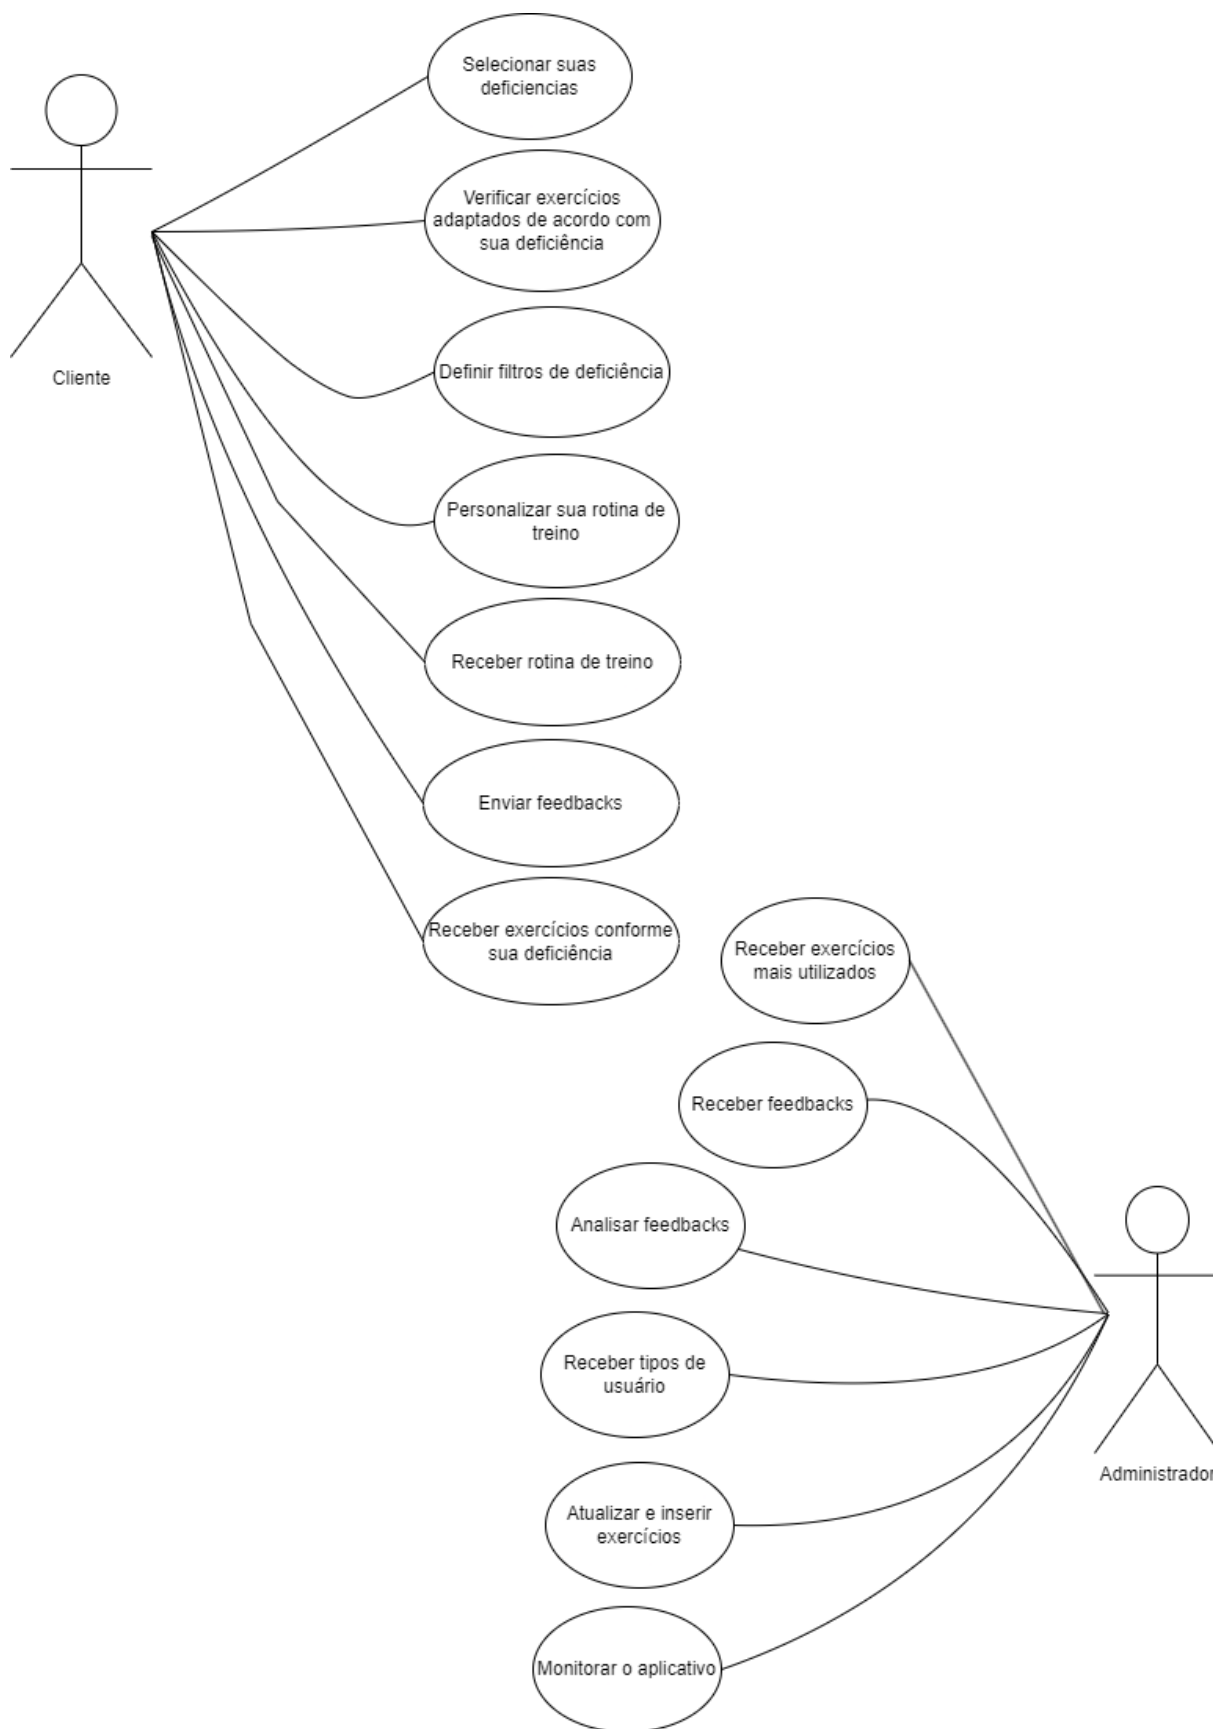 Selecionar suas
deficiencias
Verificar exercícios
adaptados de acordo com
sua deficiência
Cliente
Definir filtros de deficiência
Personalizar sua rotina de
treino
Receber rotina de treino
Enviar feedbacks
Receber exercícios conforme
sua deficiência
Receber exercícios
mais utilizados
Receber feedbacks
Analisar feedbacks
Receber tipos de
usuário
Administrador
Atualizar e inserir
exercícios
Monitorar o aplicativo